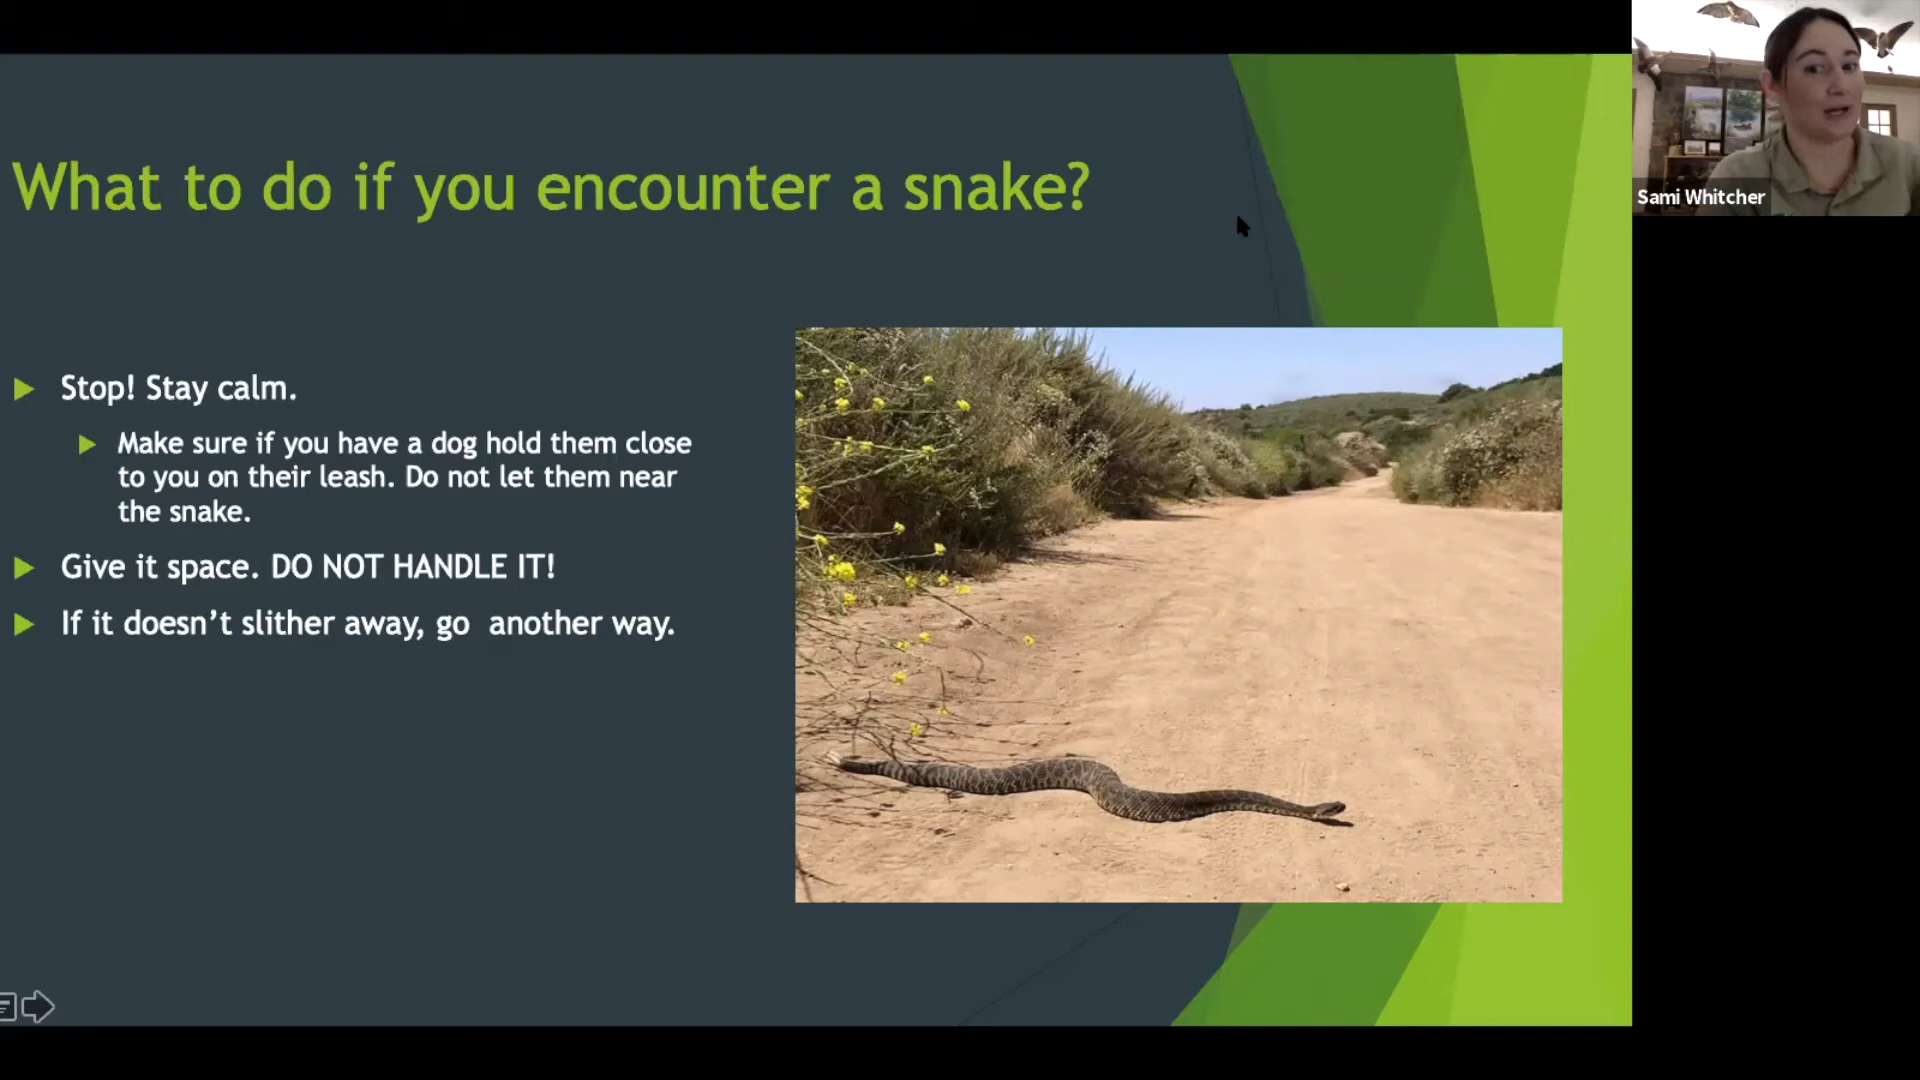 What to do if you encounter a snake?
Stop! Stay calm.
Make sure if you have a dog hold them close
to you on their leash. Do not let them near
the snake.
Give it space. DO NOT HANDLE IT!
If it doesn’t slither away, go  another way.
Sami Whitcher